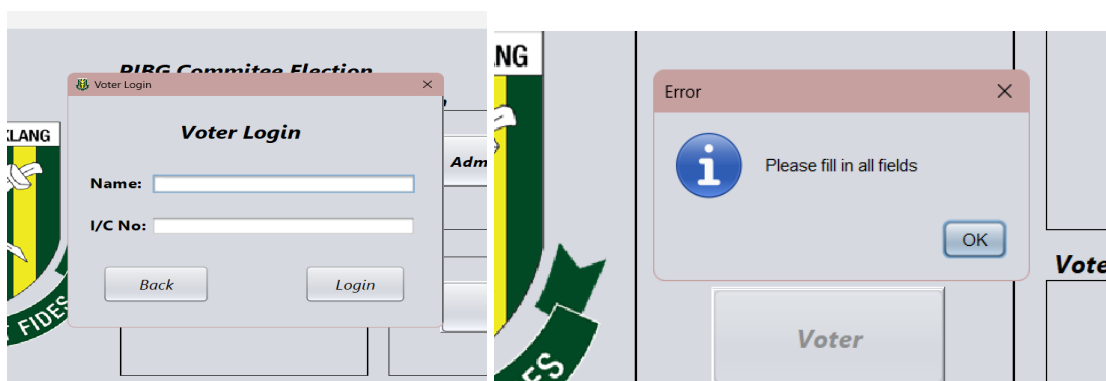 PIBG Commitee Election
Voter Login
Voter Login
Name:
I/C No:
Back
Login
KLANG
Adm
FIDES
NG
Error
Please fill in all fields
OK
Voter
Vote
DES